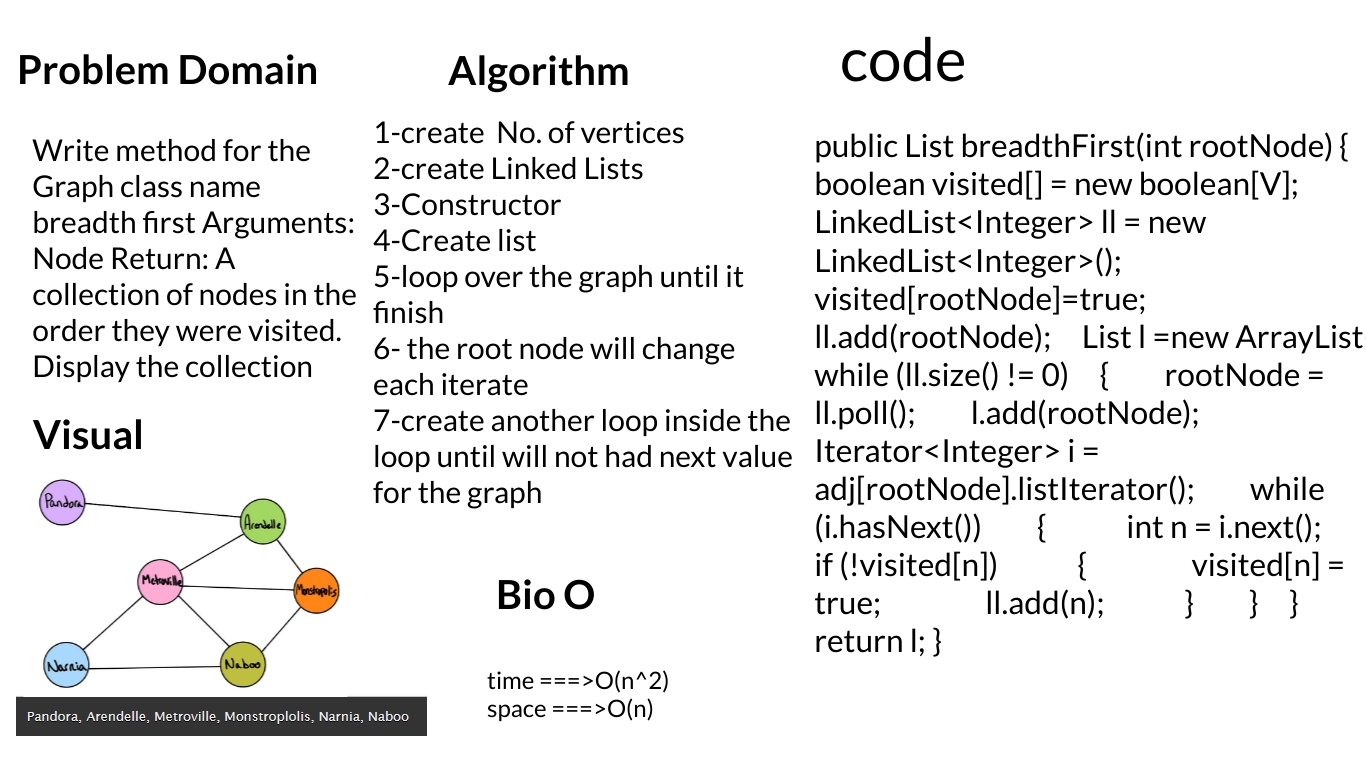 Problem Domain
Write method for the
Graph class name
breadth first Arguments:
Node Return: A
collection of nodes in the
order they were visited.
Display the collection
Visual
Pandora
Arendelle
Metroville
Monstropolis
Narnia
Naboo
Pandora, Arendelle, Metroville, Monstroplolis, Narnia, Naboo
Algorithm
1-create  No. of vertices
2-create Linked Lists
3-Constructor
4-Create list
5-loop over the graph until it
finish
6- the root node will change
each iterate
7-create another loop inside the
loop until will not had next value
for the graph
Bio O
time ===>O(n^2)
space ===>O(n)
code
public List breadthFirst(int rootNode) {
boolean visited[] = new boolean[V];
LinkedList<Integer> ll = new
LinkedList<Integer>();
visited[rootNode]=true;
ll.add(rootNode);    List l =new ArrayList
while (ll.size() != 0)    {        rootNode =
ll.poll();        l.add(rootNode);
Iterator<Integer> i =
adj[rootNode].listIterator();        while
(i.hasNext())        {            int n = i.next();
if (!visited[n])            {                visited[n] =
true;                ll.add(n);            }        }    }
return l; }